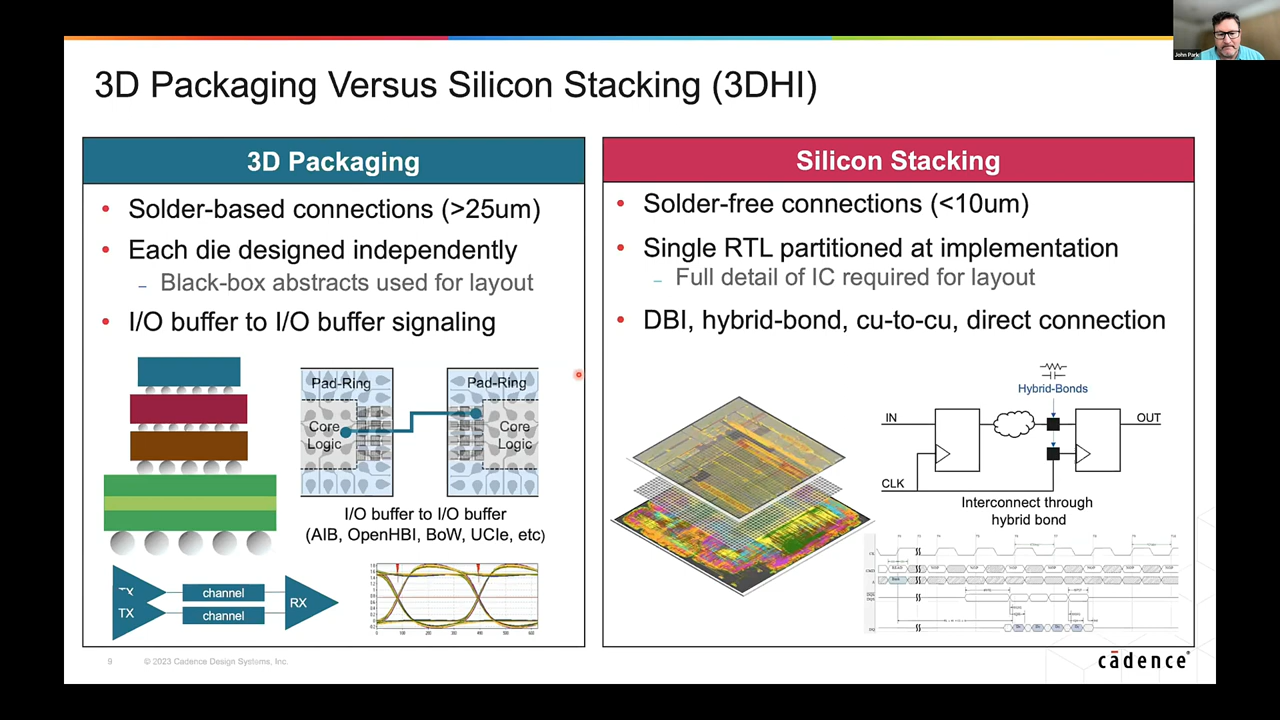 John Park
3D Packaging Versus Silicon Stacking (3DHI)
3D Packaging
• Solder-based connections (>25um)
• Each die designed independently
– Black-box abstracts used for layout
• I/O buffer to I/O buffer signaling
Pad-Ring
Core
Logic
Pad-Ring
Core
Logic
I/O buffer to I/O buffer
(AIB, OpenHBI, BoW, UCIe, etc)
TX
channel
channel
RX
Silicon Stacking
• Solder-free connections (<10um)
• Single RTL partitioned at implementation
– Full detail of IC required for layout
• DBI, hybrid-bond, cu-to-cu, direct connection
Hybrid-Bonds
IN
OUT
CLK
Interconnect through
hybrid bond
9
© 2023 Cadence Design Systems, Inc.
cādence®